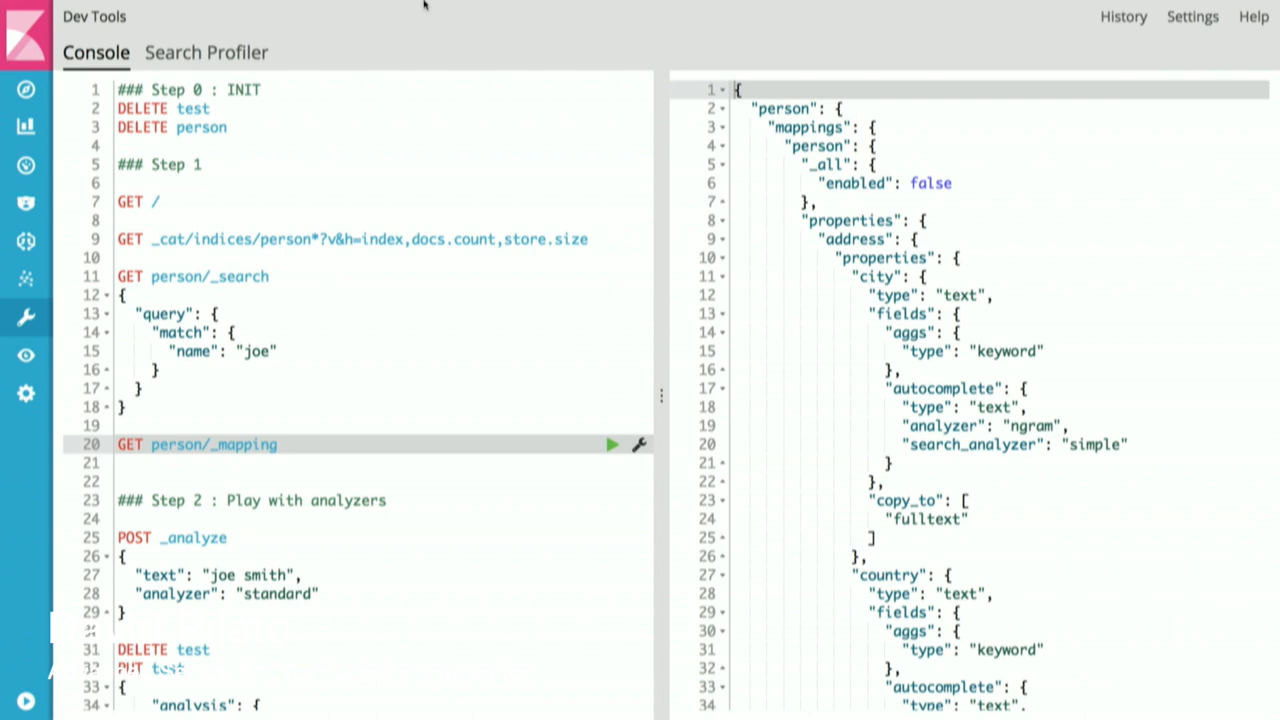 Dev Tools
History Settings Help
Console Search Profiler
1 ### Step 0 : INIT
2 DELETE test
3 DELETE person
4
5 ### Step 1
6
7 GET /
8
9 GET _cat/indices/person*?v&h=index,docs.count,store.size
10
11 GET person/_search
12 {
13 "query": {
14 "match": {
15 "name": "joe"
16 }
17 }
18 }
19
20 GET person/_mapping
21
22
23 ### Step 2 : Play with analyzers
24
25 POST _analyze
26 {
27 "text": "joe smith",
28 "analyzer": "standard"
29 }
31 DELETE test
32 PUT test
33 {
34 "analysis": {
1 {
2 "person": {
3 "mappings": {
4 "person": {
5 "_all": {
6 "enabled": false
7 },
8 "properties": {
9 "address": {
10 "properties": {
11 "city": {
12 "type": "text",
13 "fields": {
14 "aggs": {
15 "type": "keyword"
16 },
17 "autocomplete": {
18 "type": "text",
19 "analyzer": "ngram",
20 "search_analyzer": "simple"
21 }
22 },
23 "copy_to": [
24 "fulltext"
25 ]
26 },
27 "country": {
28 "type": "text",
29 "fields": {
30 "aggs": {
31 "type": "keyword"
32 },
33 "autocomplete": {
34 "type": "text",